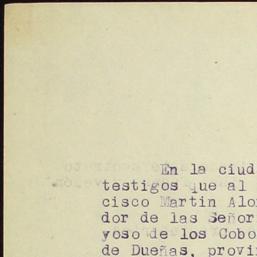 En la ciud
testigos que al
cisco Martin Alo
dor de las Señor
yoso de los Cobo
de Dueñas, provin